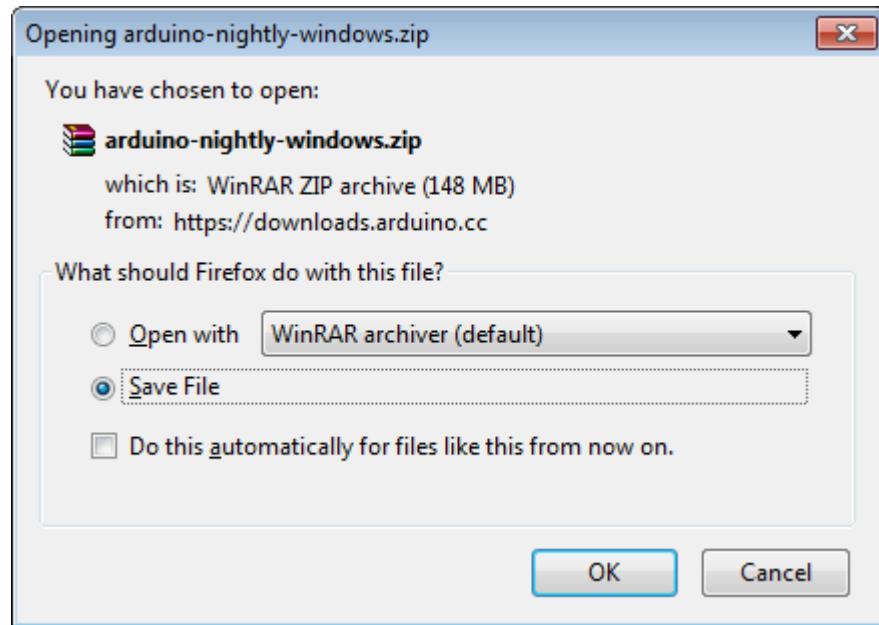 Opening arduino-nightly-windows.zip
You have chosen to open:
arduino-nightly-windows.zip
which is: WinRAR ZIP archive (148 MB)
from: https://downloads.arduino.cc
What should Firefox do with this file?
Open with WinRAR archiver (default)
Save File
Do this automatically for files like this from now on.
OK Cancel